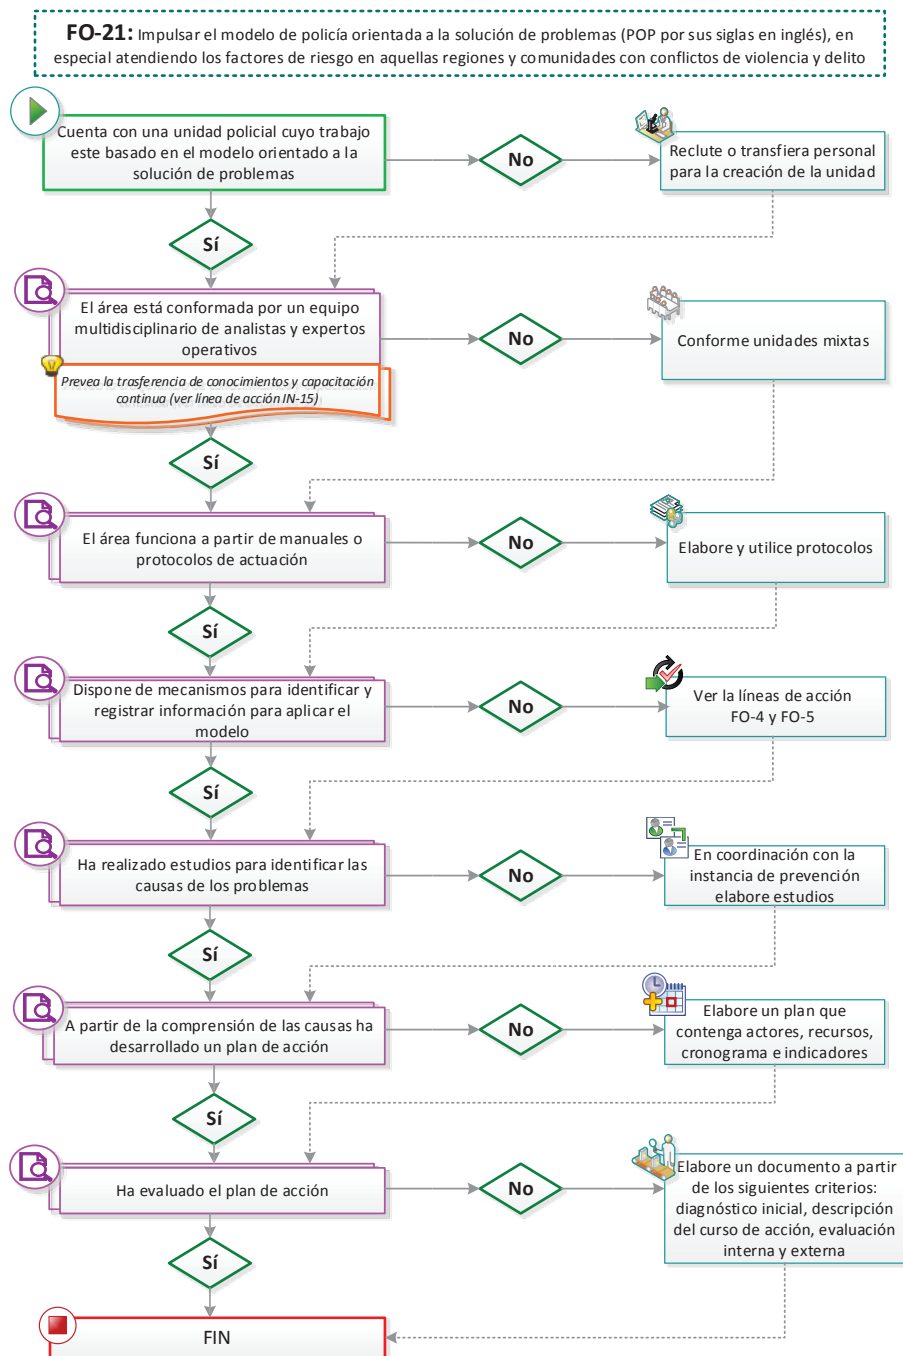 FO-21: Impulsar el modelo de policía orientada a la solución de problemas (POP por sus siglas en inglés), en
especial atendiendo los factores de riesgo en aquellas regiones y comunidades con conflictos de violencia y delito
Cuenta con una unidad policial cuyo trabajo
este basado en el modelo orientado a la
solución de problemas
No
Reclute o transfiera personal
para la creación de la unidad
Sí
El área está conformada por un equipo
multidisciplinario de analistas y expertos
operativos
No
Conforme unidades mixtas
Prevea la trasferencia de conocimientos y capacitación
continua (ver línea de acción IN-15)
Sí
El área funciona a partir de manuales o
protocolos de actuación
No
Elabore y utilice protocolos
Sí
Dispone de mecanismos para identificar y
registrar información para aplicar el
modelo
No
Ver la líneas de acción
FO-4 y FO-5
Sí
Ha realizado estudios para identificar las
causas de los problemas
No
En coordinación con la
instancia de prevención
elabore estudios
Sí
A partir de la comprensión de las causas ha
desarrollado un plan de acción
No
Elabore un plan que
contenga actores, recursos,
cronograma e indicadores
Sí
Ha evaluado el plan de acción
No
Elabore un documento a partir
de los siguientes criterios:
diagnóstico inicial, descripción
del curso de acción, evaluación
interna y externa
Sí
FIN